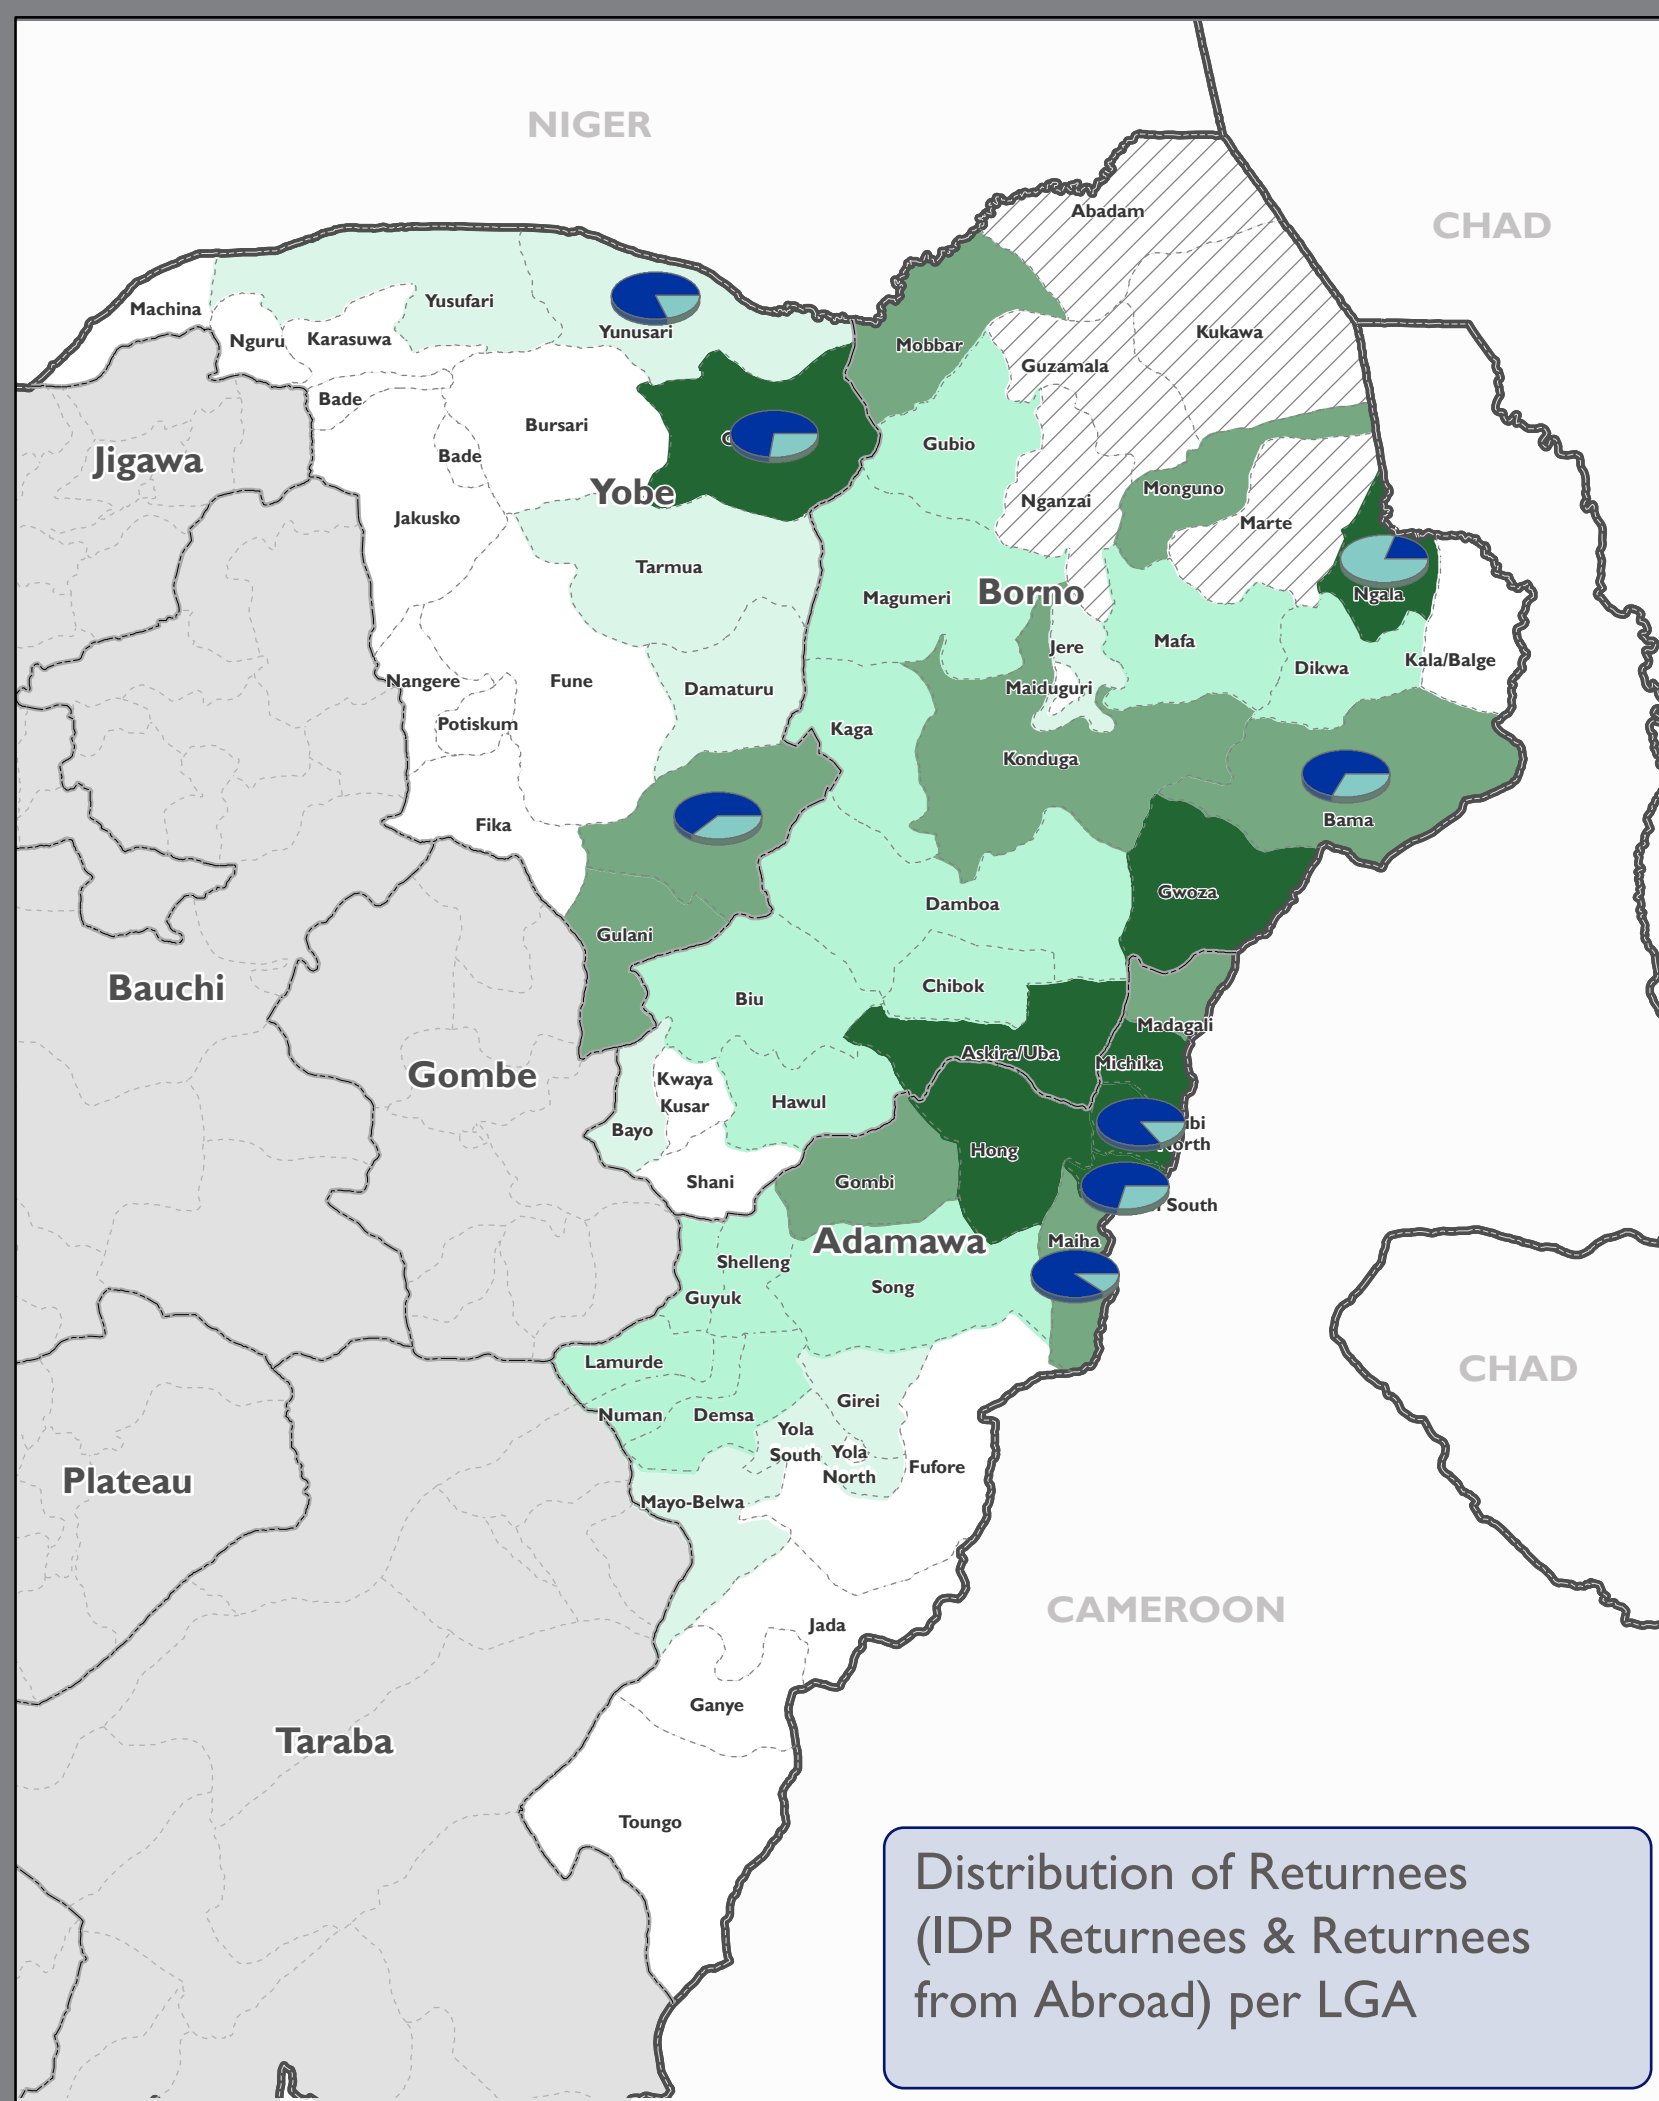 NIGER
CHAD
Abadam
Machina
Yusufari
Yunusari
Nguru
Karasuwa
Kukawa
Mobbar
Guzamala
Bade
Bursari
Gubio
Jigawa
Bade
Yobe
Monguno
Nganzai
Marte
Jakusko
Tarmua
Borno
Magumeri
Ngala
Jere
Mafa
Dikwa
Kala/Balge
Nangere
Fune
Damaturu
Maiduguri
Potiskum
Kaga
Konduga
Fika
Bama
Gwoza
Damboa
Gulani
Bauchi
Chibok
Biu
Madagali
Askira/Uba
Michika
Gombe
Kwaya
Kusar
Hawul
Bayo
ibi
North
Hong
Shani
Gombi
South
Adamawa
Maiha
Shelleng
Song
Guyuk
Lamurde
CHAD
Girei
Numan
Demsa
Yola
South
Yola
North
Fufore
Plateau
Mayo-Belwa
CAMEROON
Jada
Ganye
Taraba
Toungo
Distribution of Returnees
(IDP Returnees & Returnees
from Abroad) per LGA